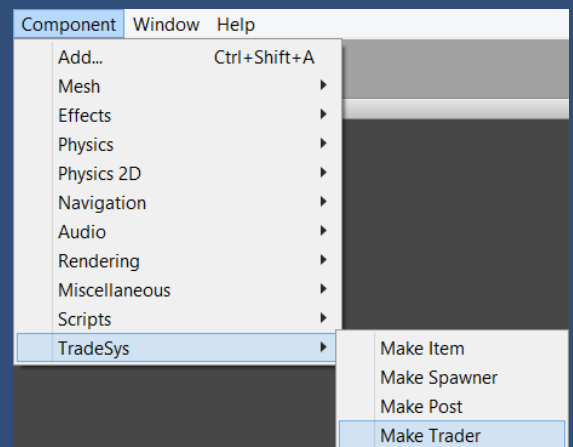 Component Window Help
Add... Ctrl+Shift+A
Mesh
Effects
Physics
Physics 2D
Navigation
Audio
Rendering
Miscellaneous
Scripts
TradeSys
Make Item
Make Spawner
Make Post
Make Trader